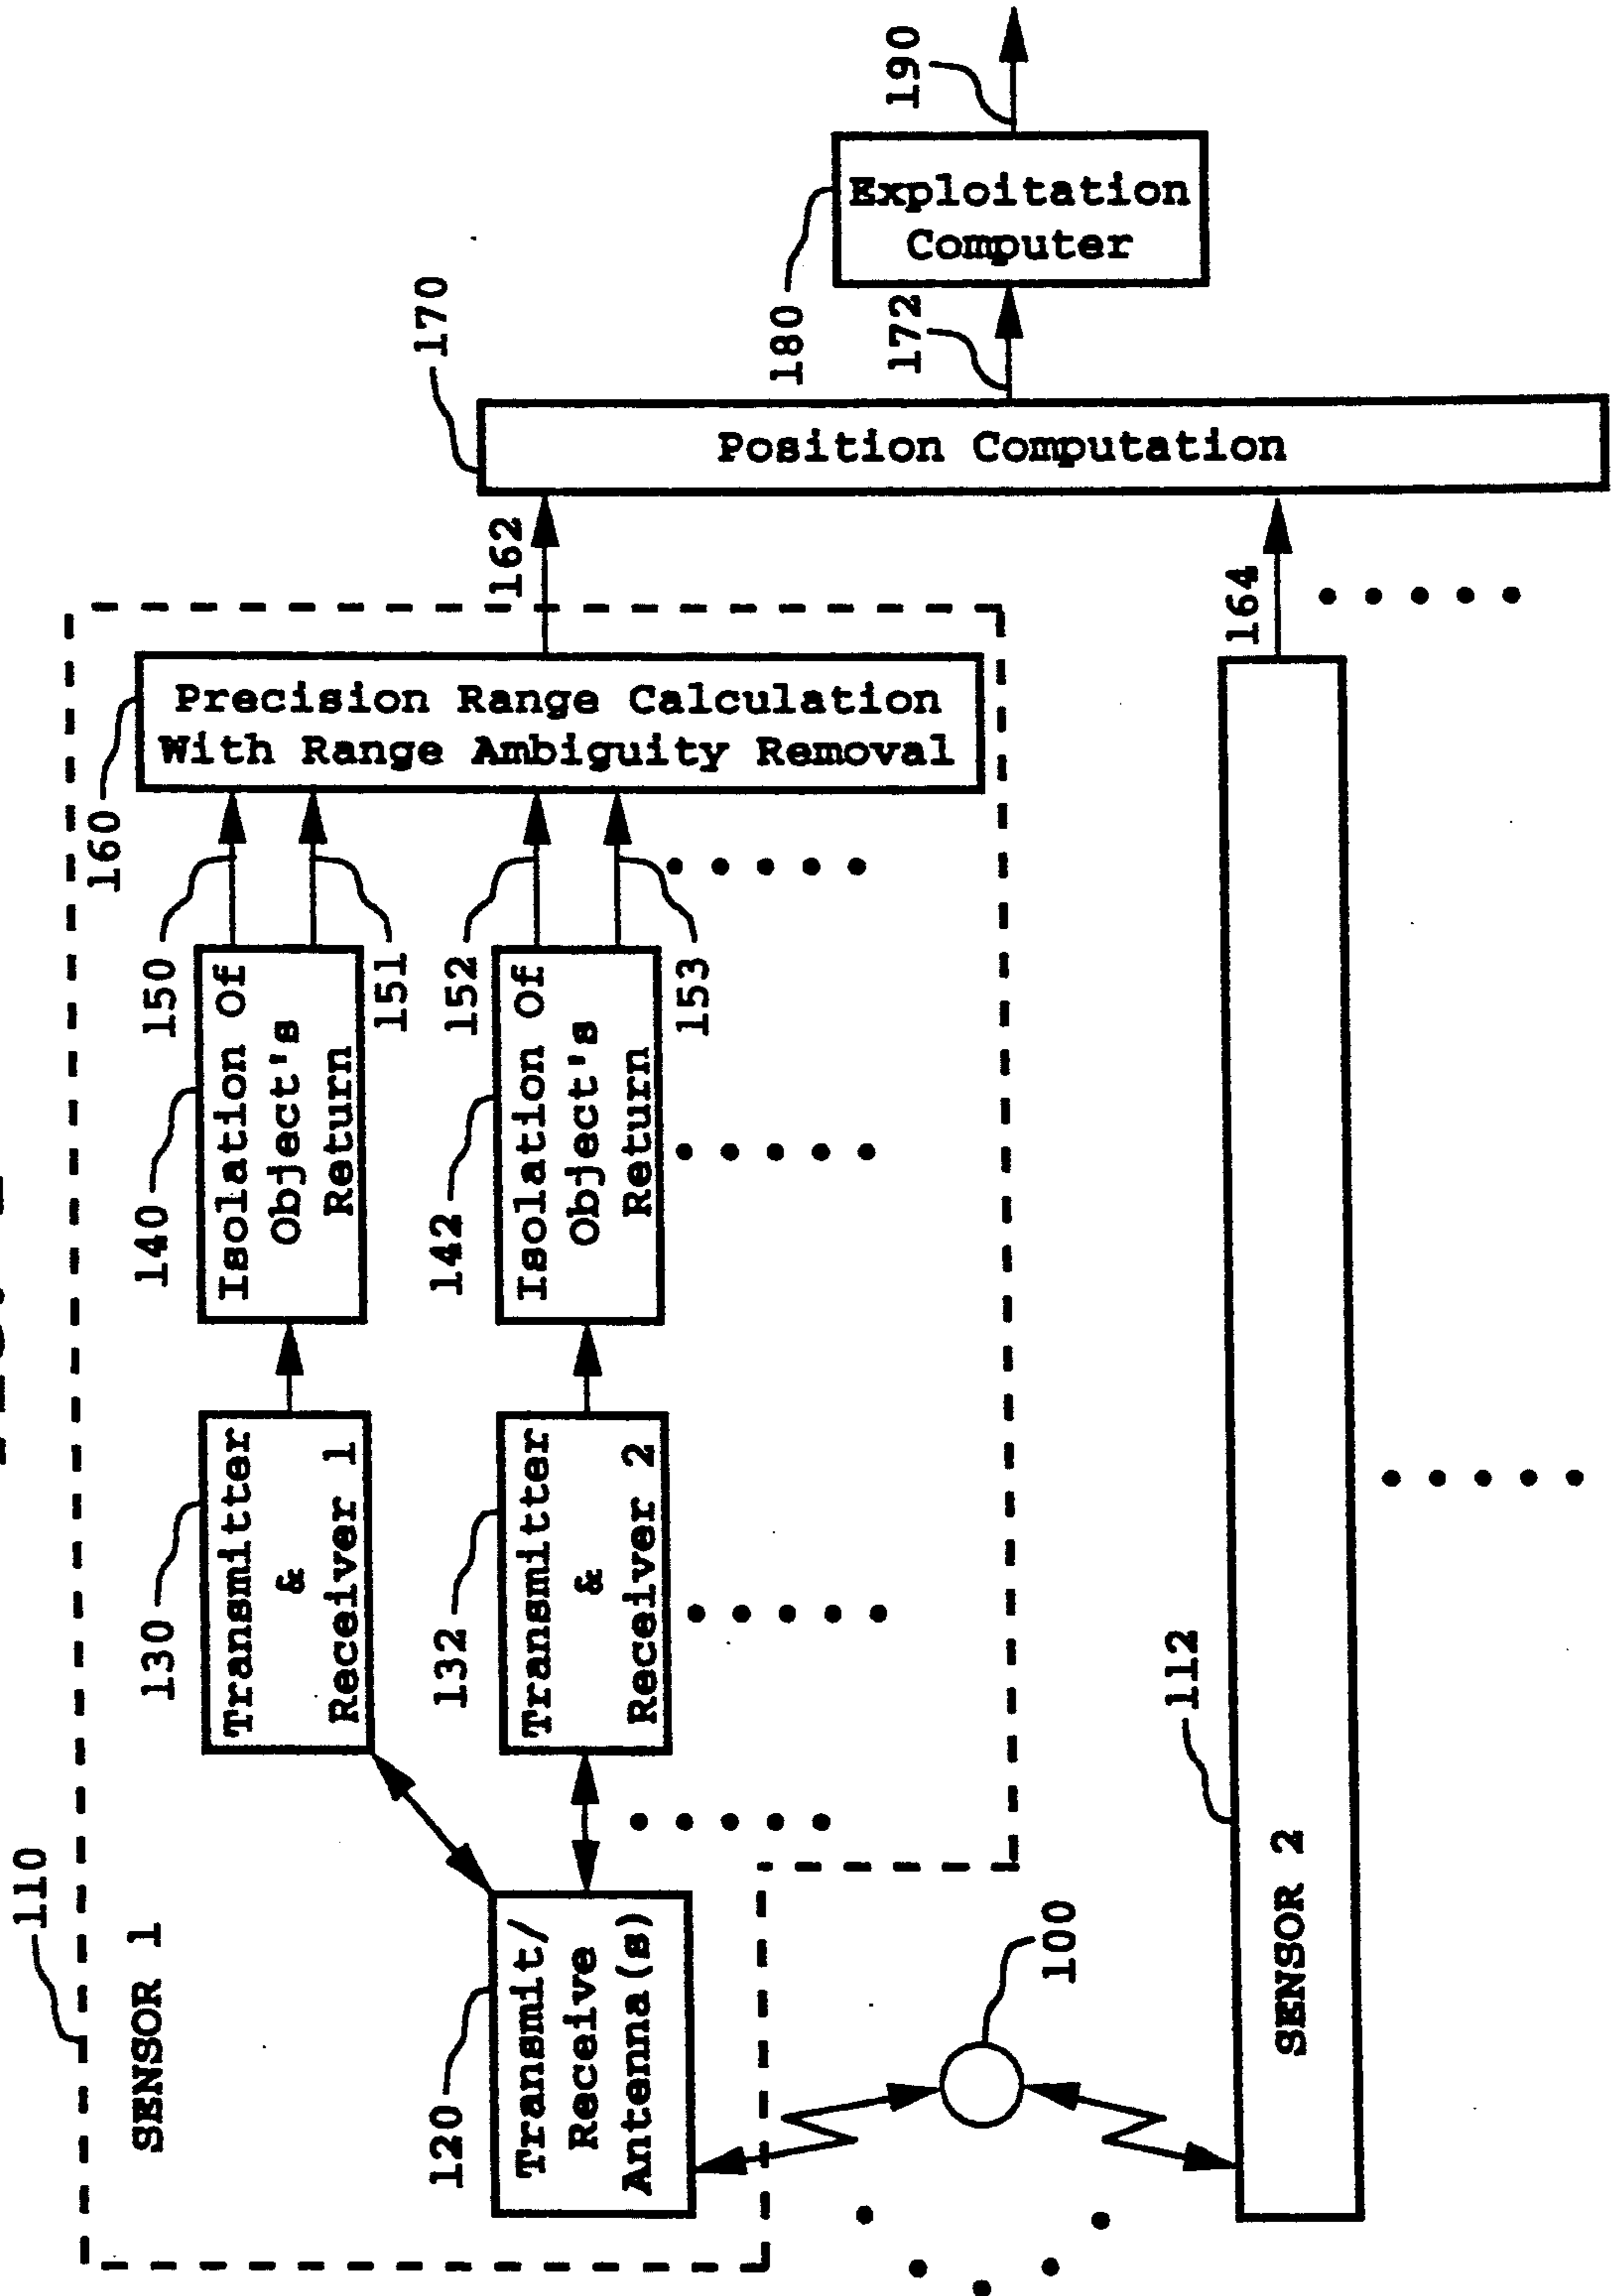 110
SENSOR 1
120
Transmit/
Receive
Antenna(s)
130
Transmitter
&
Receiver 1
132
Transmitter
&
Receiver 2
140
Isolation Of
Object's
Return
142
Isolation Of
Object's
Return
150
151
152
153
160
Precision Range Calculation
With Range Ambiguity Removal
162
170
Position Computation
172
180
Exploitation
Computer
190
100
112
SENSOR 2
164